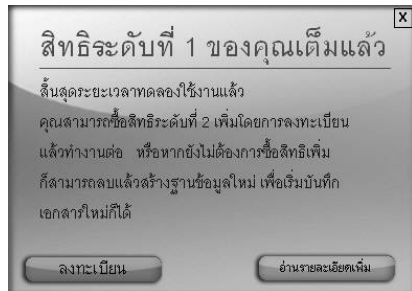 X
สิทธิระดับที่ 1 ของคุณเต็มแล้ว
สิ้นสุดระยะเวลาทดลองใช้งานแล้ว
คุณสามารถซื้อสิทธิระดับที่ 2 เพิ่มโดยการลงทะเบียน
แล้วทำงานต่อ หรือหากยังไม่ต้องการซื้อสิทธิเพิ่ม
ก็สามารถลบแล้วสร้างฐานข้อมูลใหม่ เพื่อเริ่มบันทึก
เอกสารใหม่ก็ได้
ลงทะเบียน
อ่านรายละเอียดเพิ่ม